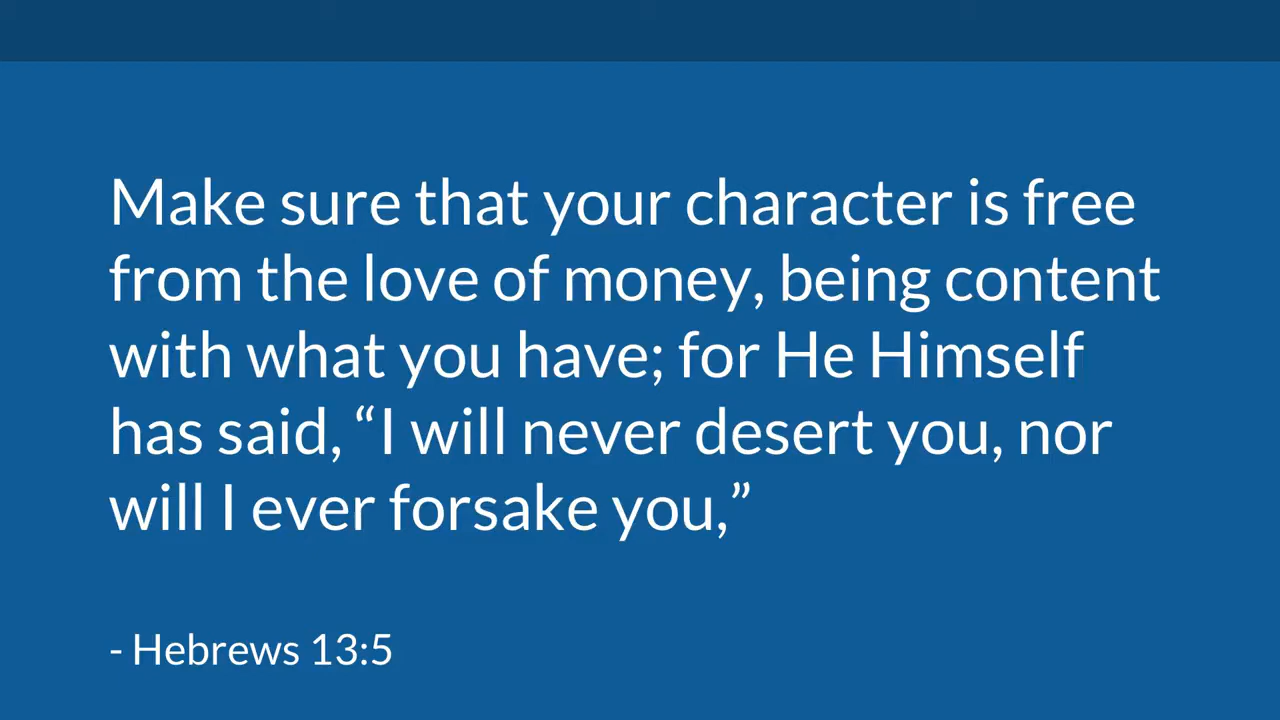 Make sure that your character is free
from the love of money, being content
with what you have; for He Himself
has said, “I will never desert you, nor
will I ever forsake you,”
- Hebrews 13:5